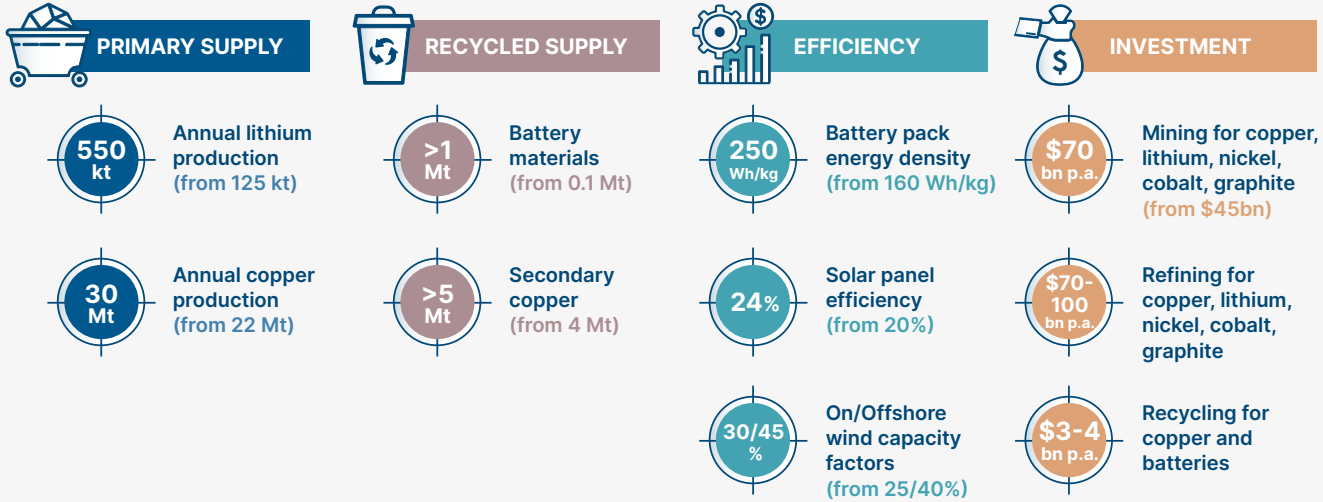 PRIMARY SUPPLY
550
kt
Annual lithium
production
(from 125 kt)
30
Mt
Annual copper
production
(from 22 Mt)
RECYCLED SUPPLY
>1
Mt
Battery
materials
(from 0.1 Mt)
>5
Mt
Secondary
copper
(from 4 Mt)
$
EFFICIENCY
250
Wh/kg
Battery pack
energy density
(from 160 Wh/kg)
24%
Solar panel
efficiency
(from 20%)
30/45
%
On/Offshore
wind capacity
factors
(from 25/40%)
$
INVESTMENT
$70
bn p.a.
Mining for copper,
lithium, nickel,
cobalt, graphite
(from $45bn)
$70-
100
bn p.a.
Refining for
copper, lithium,
nickel, cobalt,
graphite
$3-4
bn p.a.
Recycling for
copper and
batteries